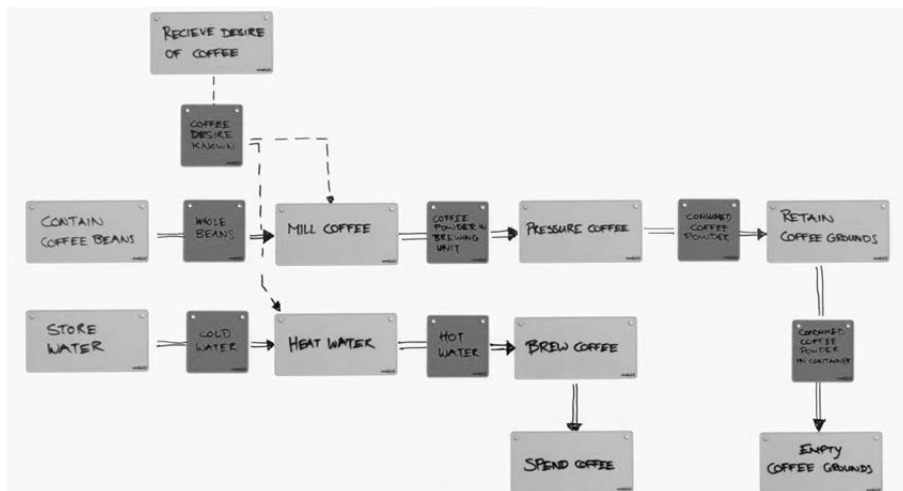 RECIEVE DESIRE
OF COFFEE
COFFEE
DESIRE
KNOWN
CONTAIN
COFFEE BEANS
WHOLE
BEANS
MILL COFFEE
COFFEE
POWDER IN
BREWING
UNIT
PRESSURE COFFEE
CONSUMED
COFFEE
POWDER
RETAIN
COFFEE GROUNDS
STORE
WATER
COLD
WATER
HEAT WATER
HOT
WATER
BREW COFFEE
CONSUMED
COFFEE
POWDER
IN CONTAINER
SPEND COFFEE
EMPTY
COFFEE GROUNDS